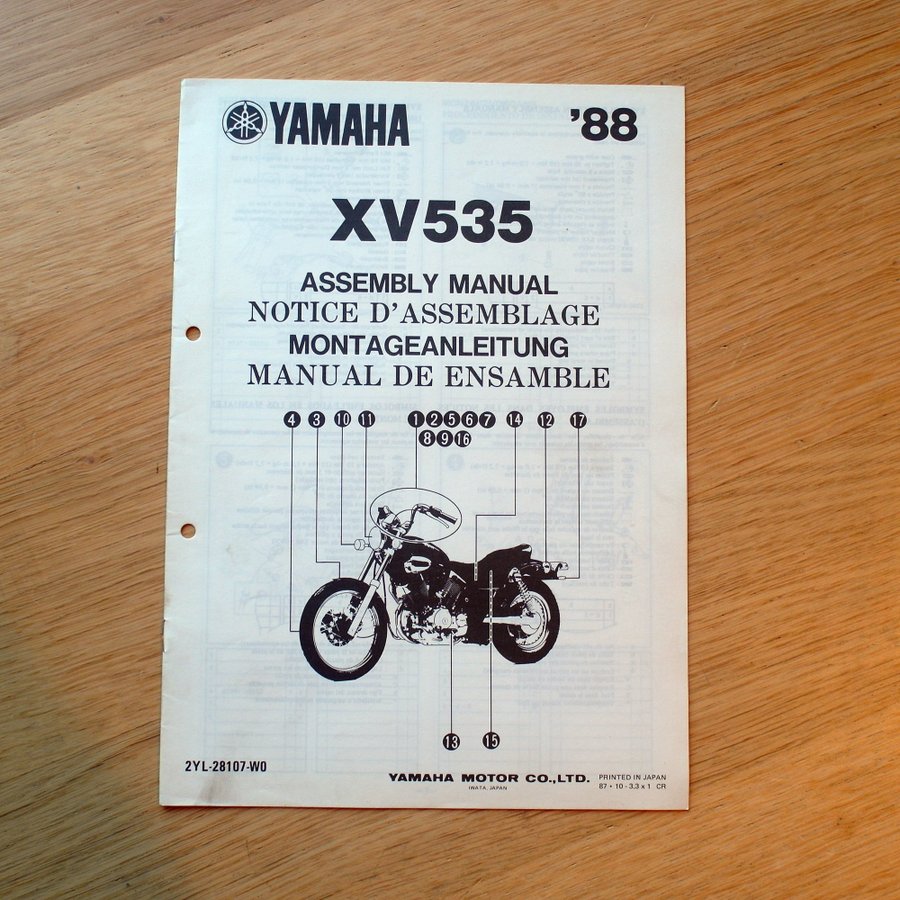 YAMAHA '88
XV535
ASSEMBLY MANUAL
NOTICE D'ASSEMBLAGE
MONTAGEANLEITUNG
MANUAL DE ENSAMBLE
4 3 10 11 1 2 5 6 7 14 12 17
8 9 16
13 15
2YL-28107-W0
YAMAHA MOTOR CO.,LTD.
IWATA, JAPAN
PRINTED IN JAPAN
87 • 10 - 3.3 x 1 CR